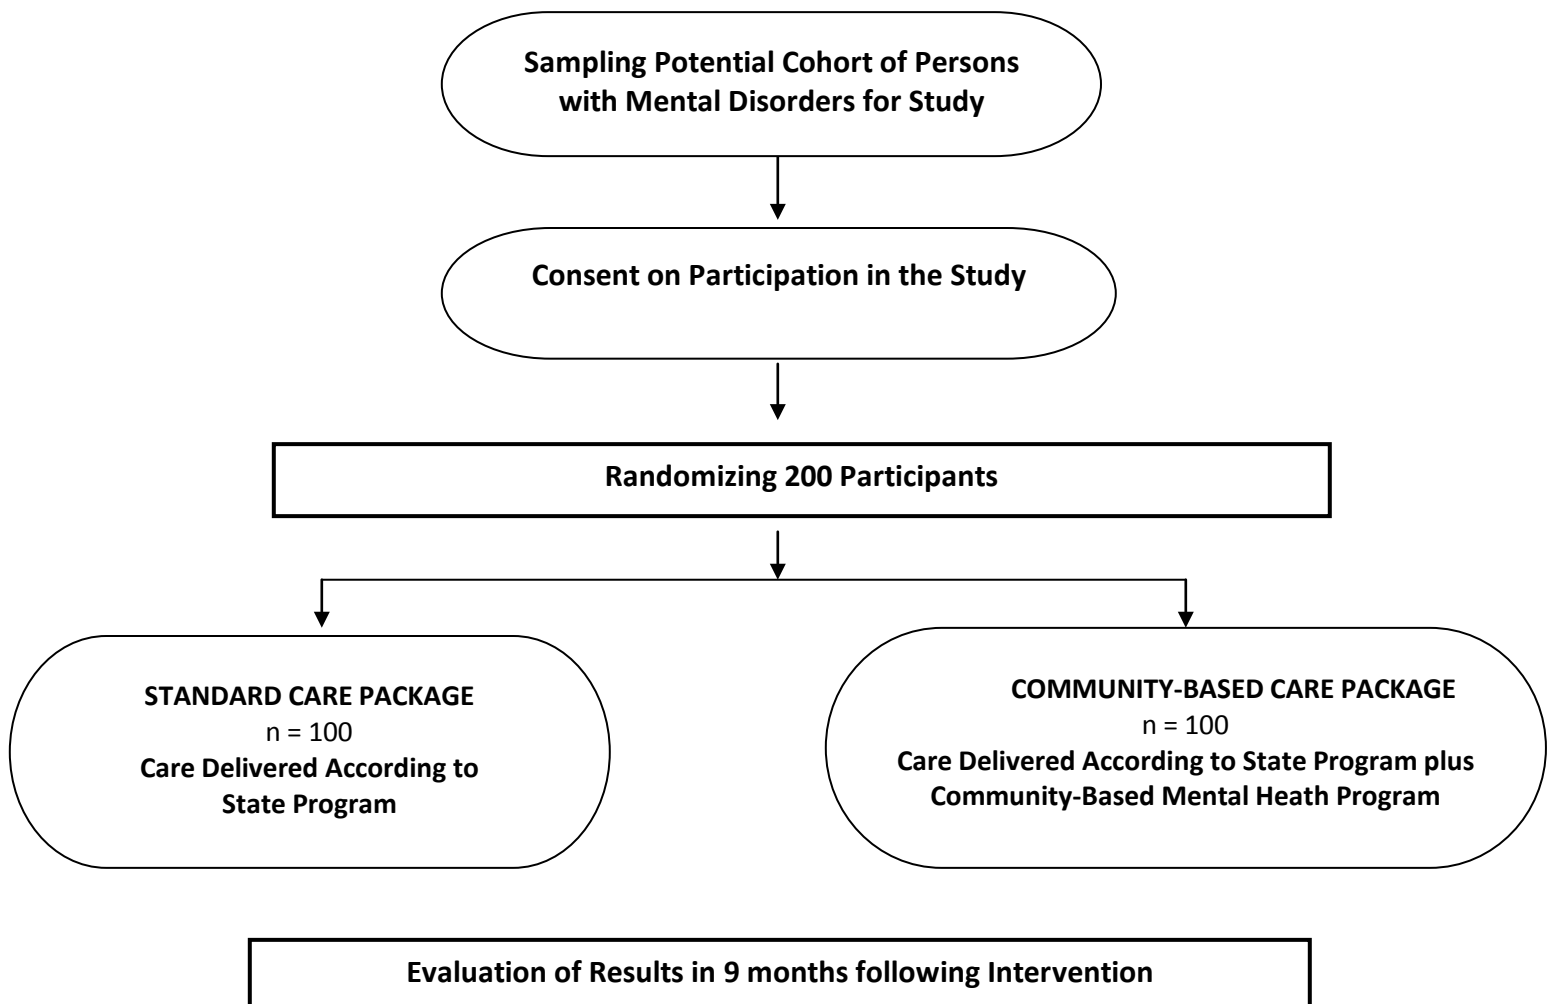 Sampling Potential Cohort of Persons
with Mental Disorders for Study
Consent on Participation in the Study
Randomizing 200 Participants
STANDARD CARE PACKAGE
n = 100
Care Delivered According to
State Program
COMMUNITY-BASED CARE PACKAGE
n = 100
Care Delivered According to State Program plus
Community-Based Mental Heath Program
Evaluation of Results in 9 months following Intervention